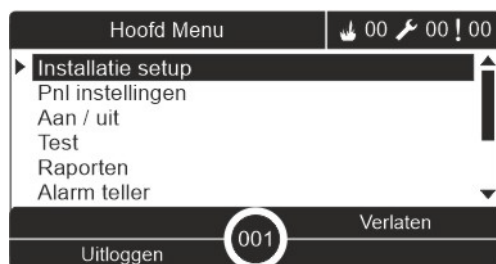 Hoofd Menu 00 00 ! 00
Installatie setup
Pnl instellingen
Aan / uit
Test
Raporten
Alarm teller
Verlaten
001
Uitloggen